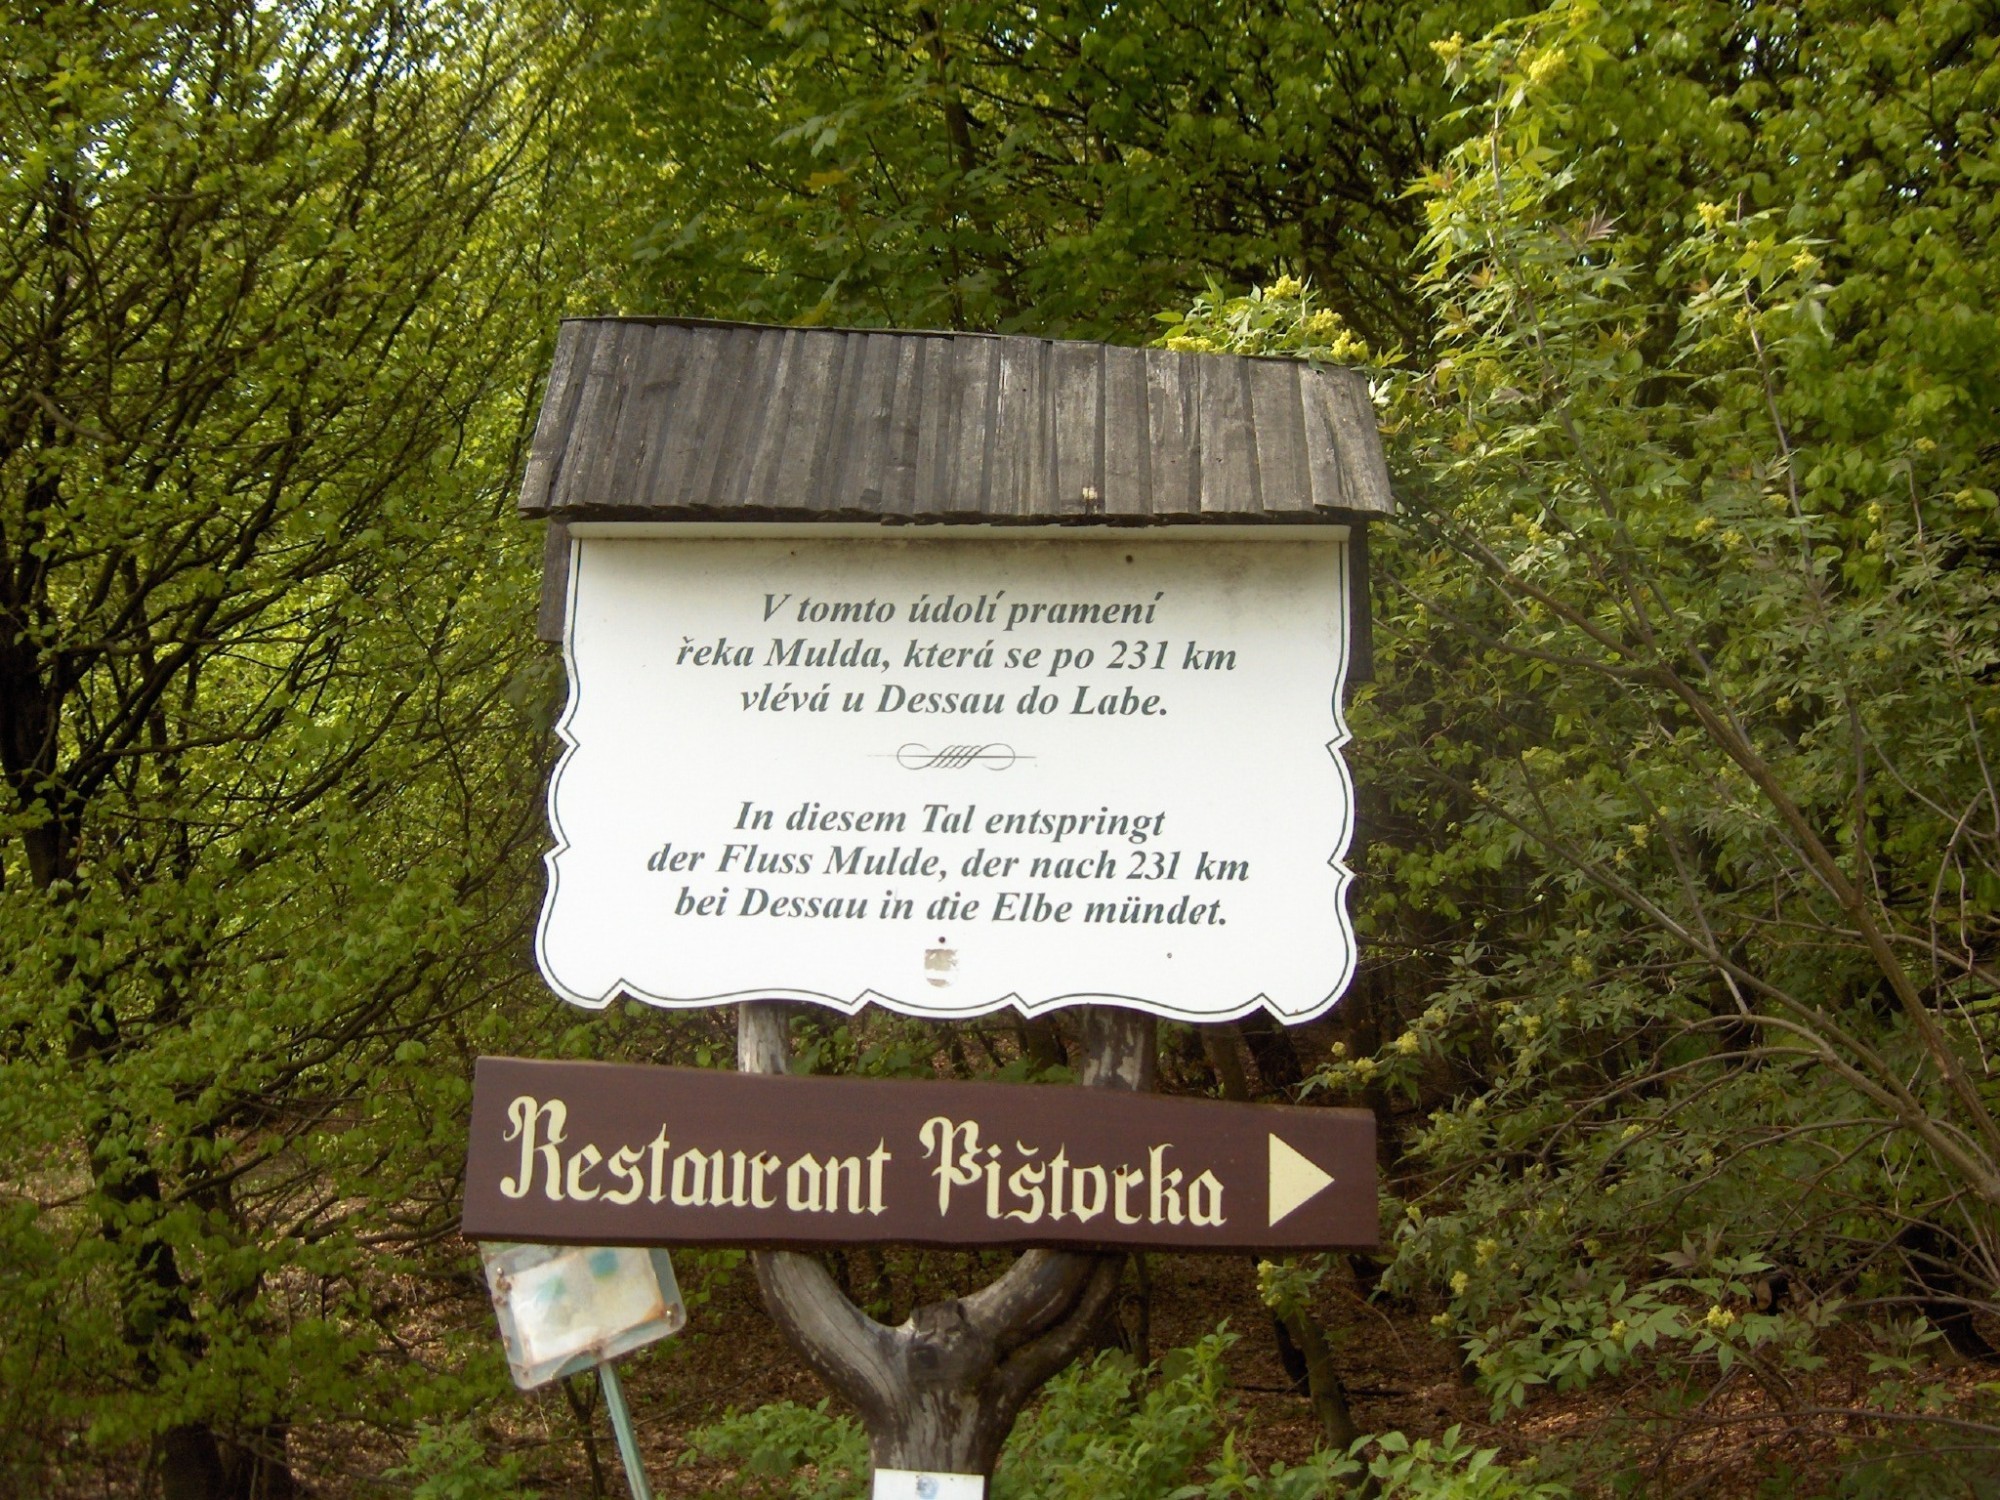 V tomto údolí pramení
řeka Mulda, která se po 231 km
vlévá u Dessau do Labe.
In diesem Tal entspringt
der Fluss Mulde, der nach 231 km
bei Dessau in die Elbe mündet.
Restaurant Pištorka